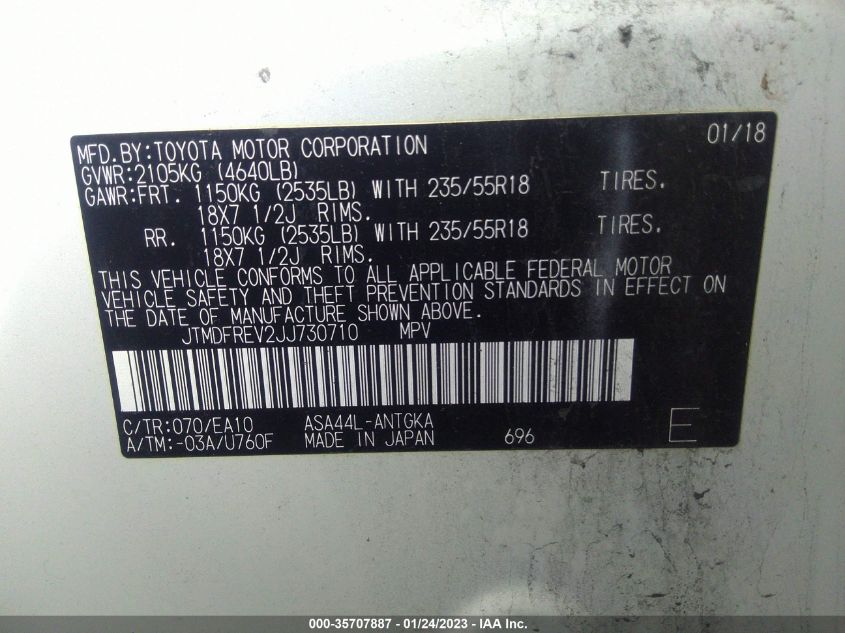 MFD.BY:TOYOTA MOTOR CORPORATION 01/18
GVWR:2105KG (4640LB)
GAWR:FRT. 1150KG (2535LB) WITH 235/55R18 TIRES.
18X7 1/2J RIMS.
RR. 1150KG (2535LB) WITH 235/55R18 TIRES.
18X7 1/2J RIMS.
THIS VEHICLE CONFORMS TO ALL APPLICABLE FEDERAL MOTOR
VEHICLE SAFETY AND THEFT PREVENTION STANDARDS IN EFFECT ON
THE DATE OF MANUFACTURE SHOWN ABOVE.
JTMDFREV2JJ730710 MPV
C/TR:070/EA10 ASA44L-ANTGKA
A/TM:-03A/U760F MADE IN JAPAN 696 E
000-35707887 - 01/24/2023 - IAA Inc.